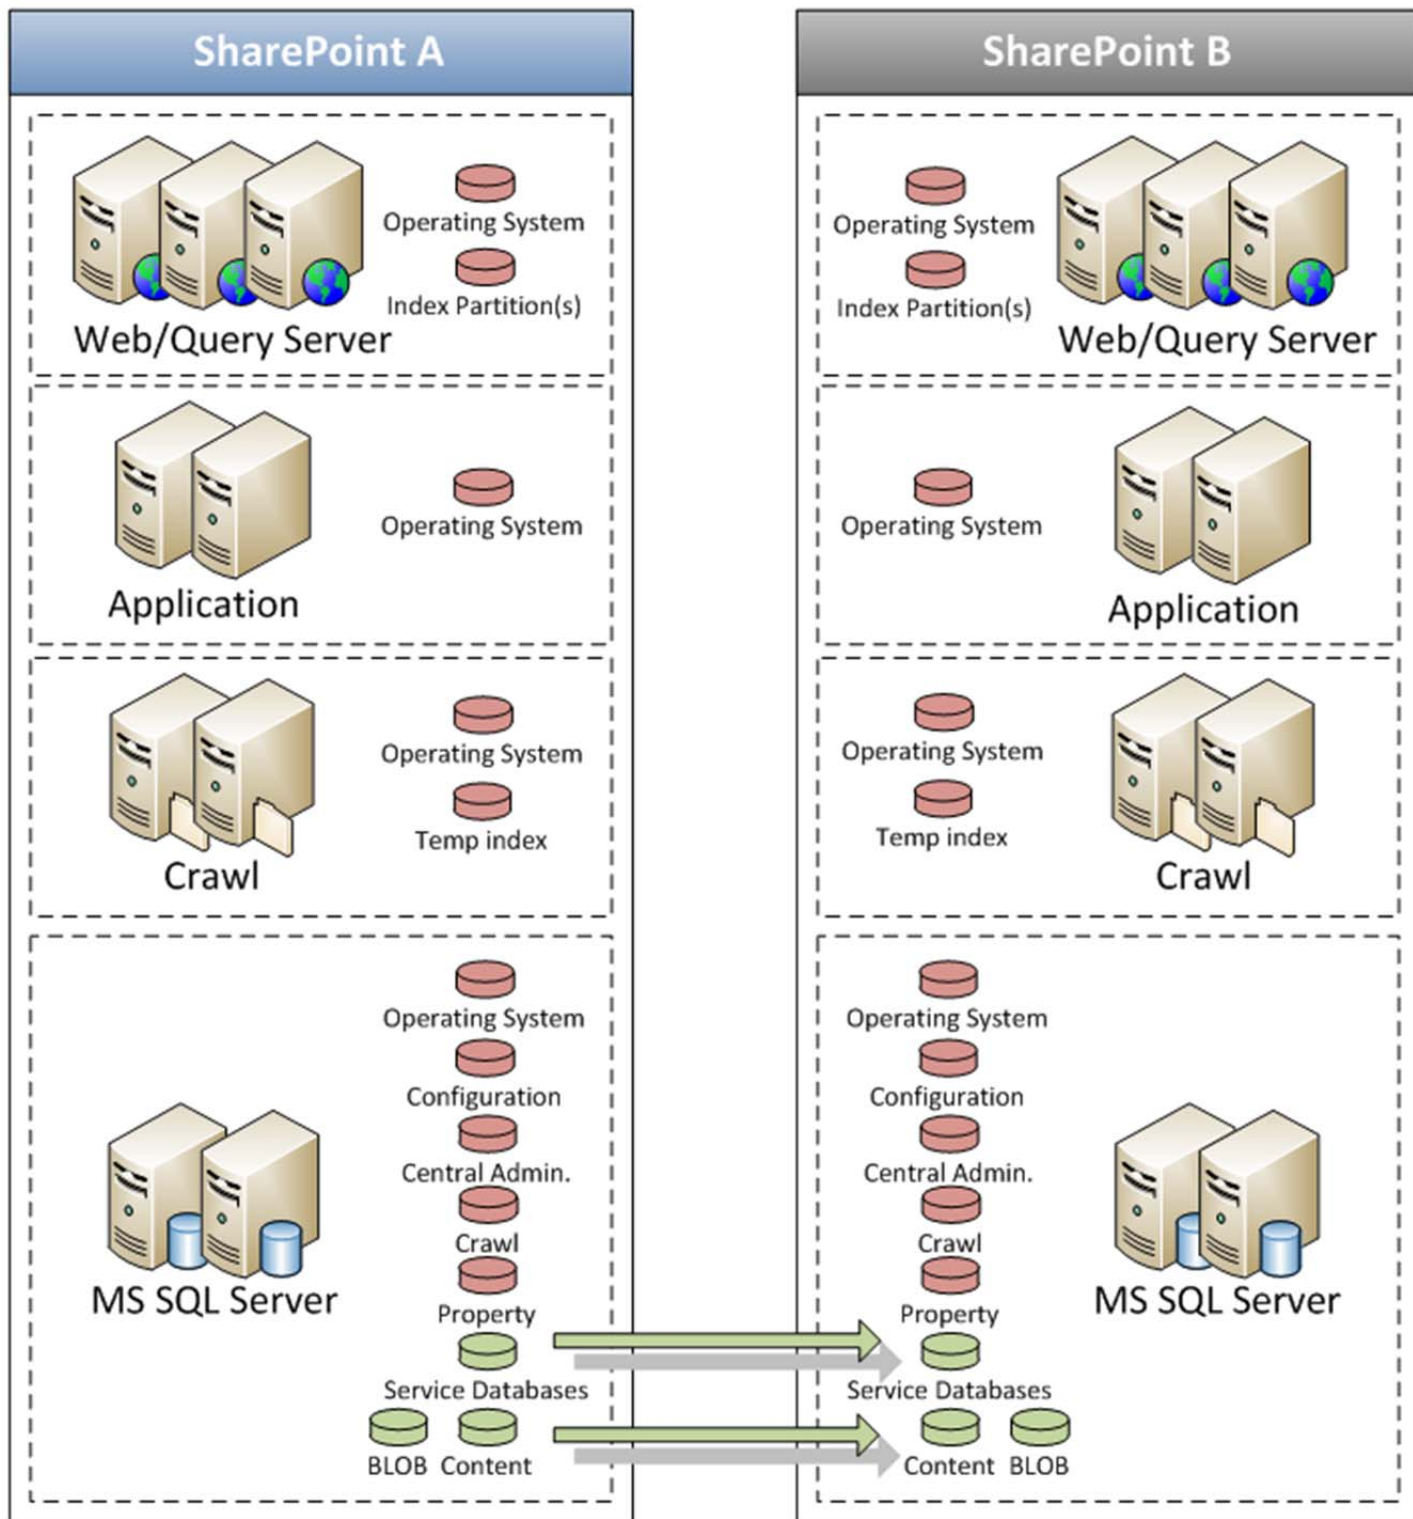 SharePoint A
Operating System
Index Partition(s)
Web/Query Server
Operating System
Application
Operating System
Temp index
Crawl
Operating System
Configuration
Central Admin.
Crawl
Property
MS SQL Server
Service Databases
BLOB Content
SharePoint B
Operating System
Index Partition(s)
Web/Query Server
Operating System
Application
Operating System
Temp index
Crawl
Operating System
Configuration
Central Admin.
Crawl
Property
MS SQL Server
Service Databases
Content BLOB